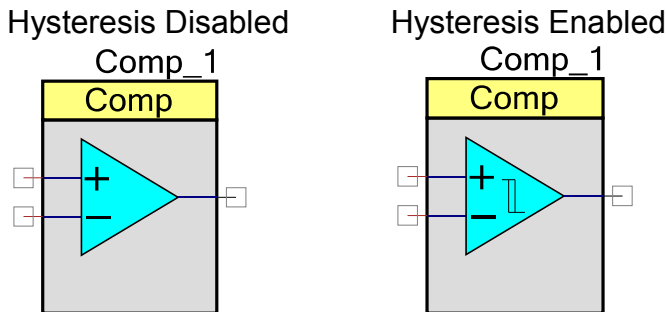 Hysteresis Disabled
Comp_1
Comp
+
−
Hysteresis Enabled
Comp_1
Comp
+
−